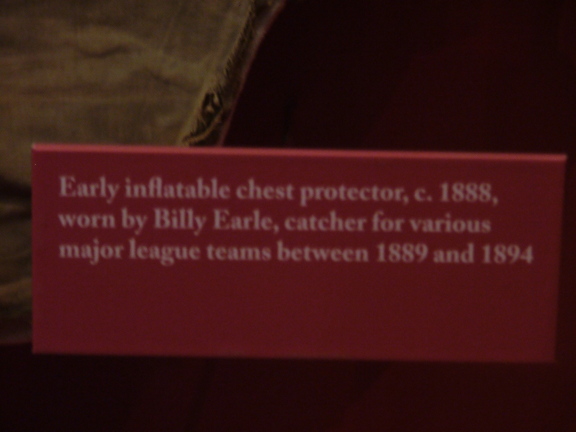 Early inflatable chest protector, c. 1888,
worn by Billy Earle, catcher for various
major league teams between 1889 and 1894